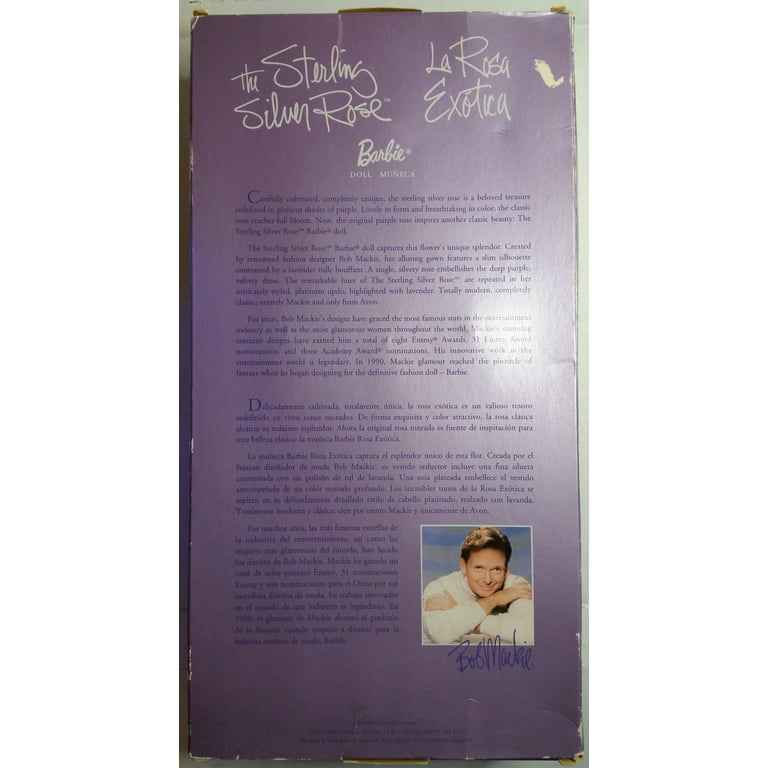 The Sterling
Silver Rose™
La Rosa
Exótica
Barbie®
DOLL MUÑECA
Carefully cultivated, completely unique, the sterling silver rose is a beloved treasure
redefined in glorious shades of purple. Lovely in form and breathtaking in color, the classic
rose reaches full bloom. Now, the original purple rose inspires another classic beauty: The
Sterling Silver Rose™ Barbie® doll.
The Sterling Silver Rose™ Barbie® doll captures this flower's unique splendor. Created
by renowned fashion designer Bob Mackie, her alluring gown features a slim silhouette
contrasted by a lavender tulle bouffant. A single, silvery rose embellishes the deep purple,
velvety dress. The remarkable hues of The Sterling Silver Rose™ are repeated in her
intricately styled, platinum updo, highlighted with lavender. Totally modern, completely
classic; entirely Mackie and only from Avon.
For years, Bob Mackie's designs have graced the most famous stars in the entertainment
industry as well as the most glamorous women throughout the world. Mackie's stunning
costume designs have earned him a total of eight Emmy® Awards, 31 Emmy Award
nominations, and three Academy Award® nominations. His innovative work in the
entertainment world is legendary. In 1990, Mackie glamour reached the pinnacle of
fantasy when he began designing for the definitive fashion doll – Barbie.
Delicadamente cultivada, totalmente única, la rosa exótica es un valioso tesoro
redefinido en vivos tonos morados. De forma exquisita y color atractivo, la rosa clásica
alcanza su máximo esplendor. Ahora la original rosa morada es fuente de inspiración para
otra belleza clásica: la muñeca Barbie Rosa Exótica.
La muñeca Barbie Rosa Exótica captura el esplendor único de esta flor. Creada por el
famoso diseñador de moda Bob Mackie, su vestido seductor incluye una fina silueta
contrastada con un polisón de tul de lavanda. Una rosa plateada embellece el vestido
aterciopelado de un color morado profundo. Los increíbles tonos de la Rosa Exótica se
repiten en su delicadamente detallado estilo de cabello platinado, realzado con lavanda.
Totalmente moderna y clásica; cien por ciento Mackie y únicamente de Avon.
Por muchos años, las más famosas estrellas de
la industria del entretenimiento, así como las
mujeres más glamorosas del mundo, han lucido
los diseños de Bob Mackie. Mackie ha ganado un
total de ocho premios Emmy, 31 nominaciones
Emmy y tres nominaciones para el Oscar por sus
increíbles diseños de moda. Su trabajo innovador
en el mundo de esta industria es legendario. En
1990, el glamour de Mackie alcanzó el pináculo
de la fantasía cuando empezó a diseñar para la
máxima muñeca de moda, Barbie.
Bob Mackie